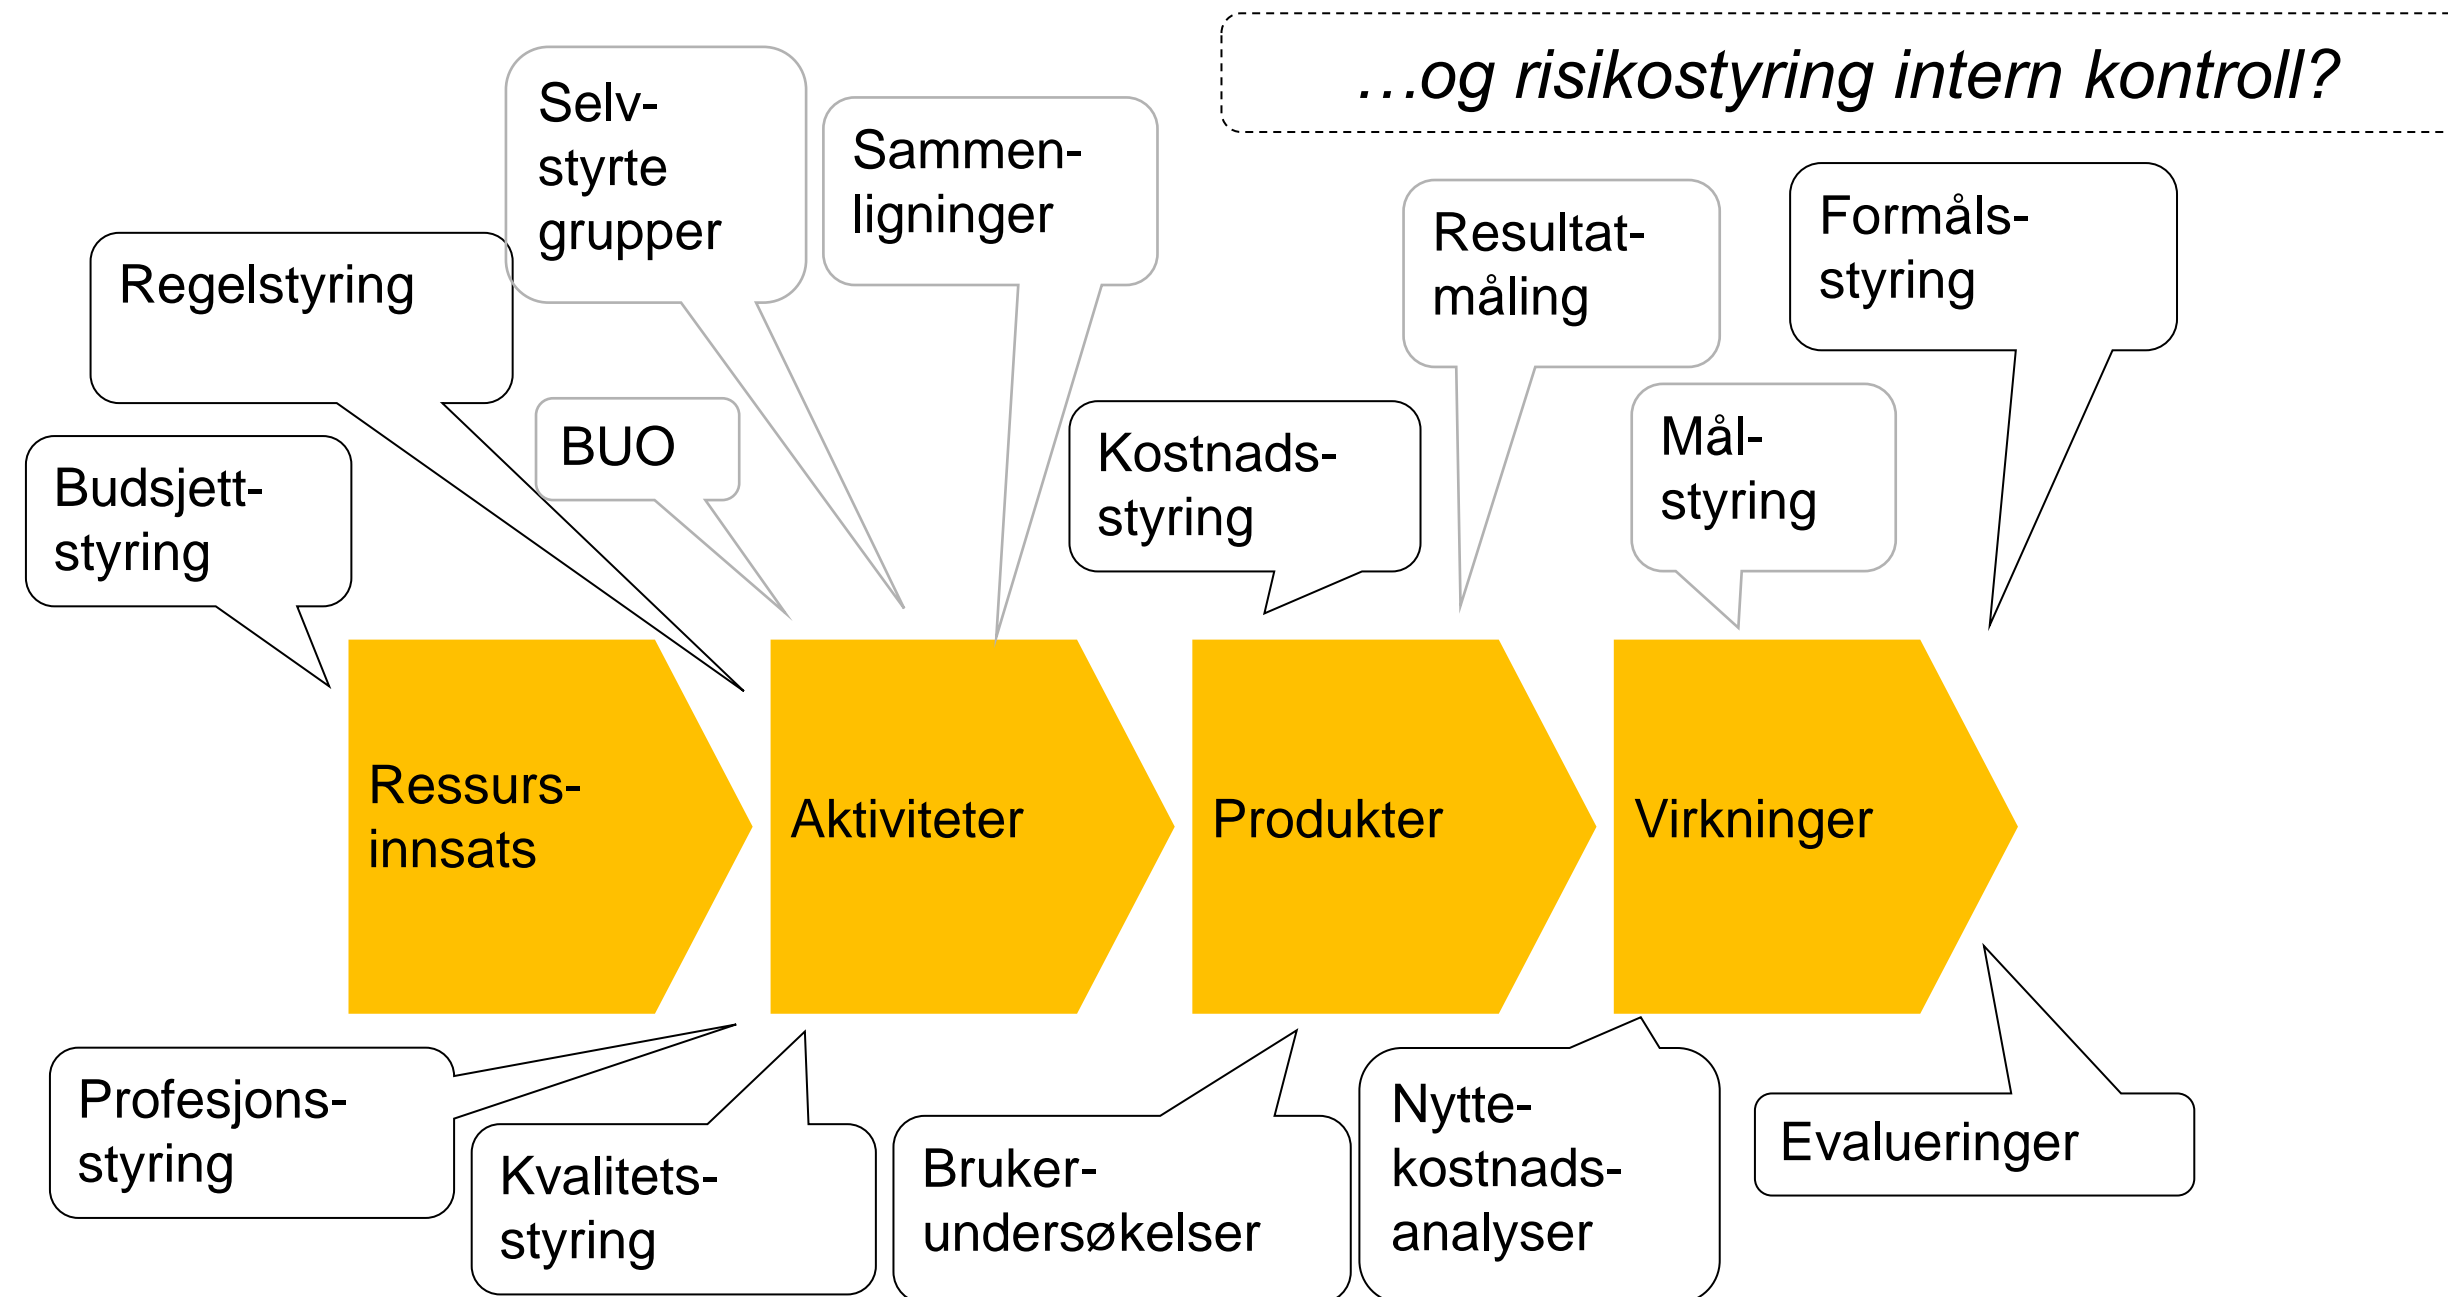 …og risikostyring intern kontroll?
Selv-
styrte
grupper
Sammen-
ligninger
Resultat-
måling
Formåls-
styring
Regelstyring
BUO
Kostnads-
styring
Mål-
styring
Budsjett-
styring
Ressurs-
innsats
Aktiviteter
Produkter
Virkninger
Profesjons-
styring
Kvalitets-
styring
Bruker-
undersøkelser
Nytte-
kostnads-
analyser
Evalueringer